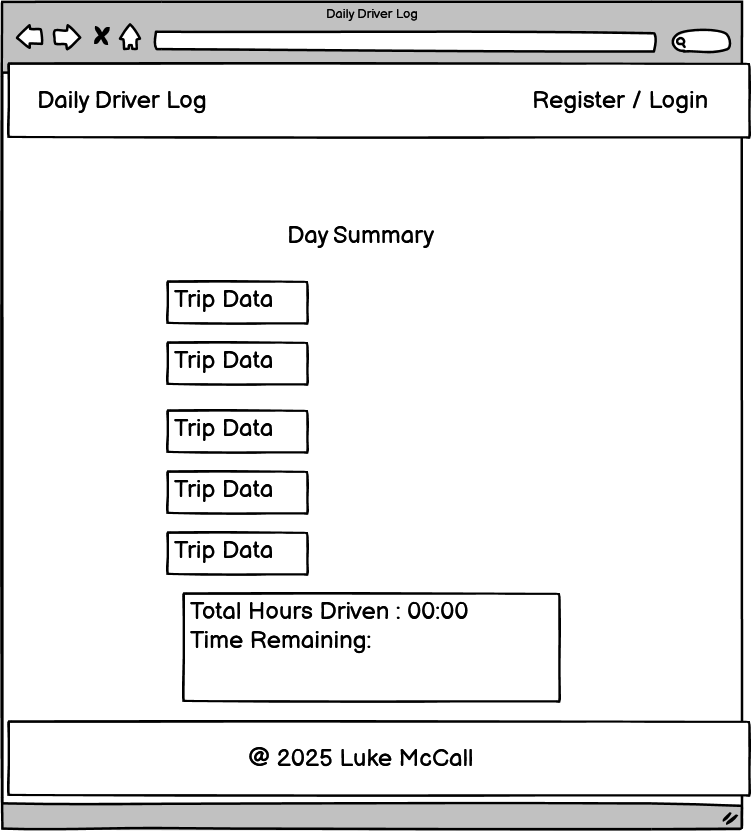 Daily Driver Log
Daily Driver Log
Register / Login
Day Summary
Trip Data
Trip Data
Trip Data
Trip Data
Trip Data
Total Hours Driven : 00:00
Time Remaining:
@ 2025 Luke McCall